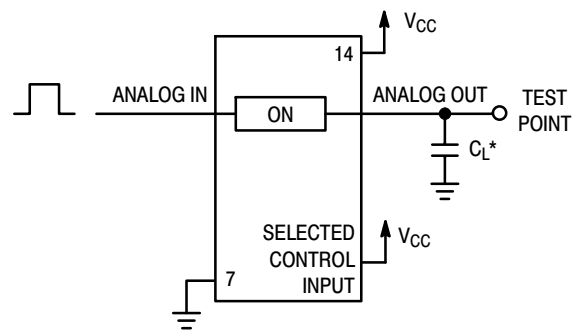 V_CC
14
ANALOG IN
ON
ANALOG OUT
TEST
POINT
C_L*
SELECTED
CONTROL
INPUT
V_CC
7